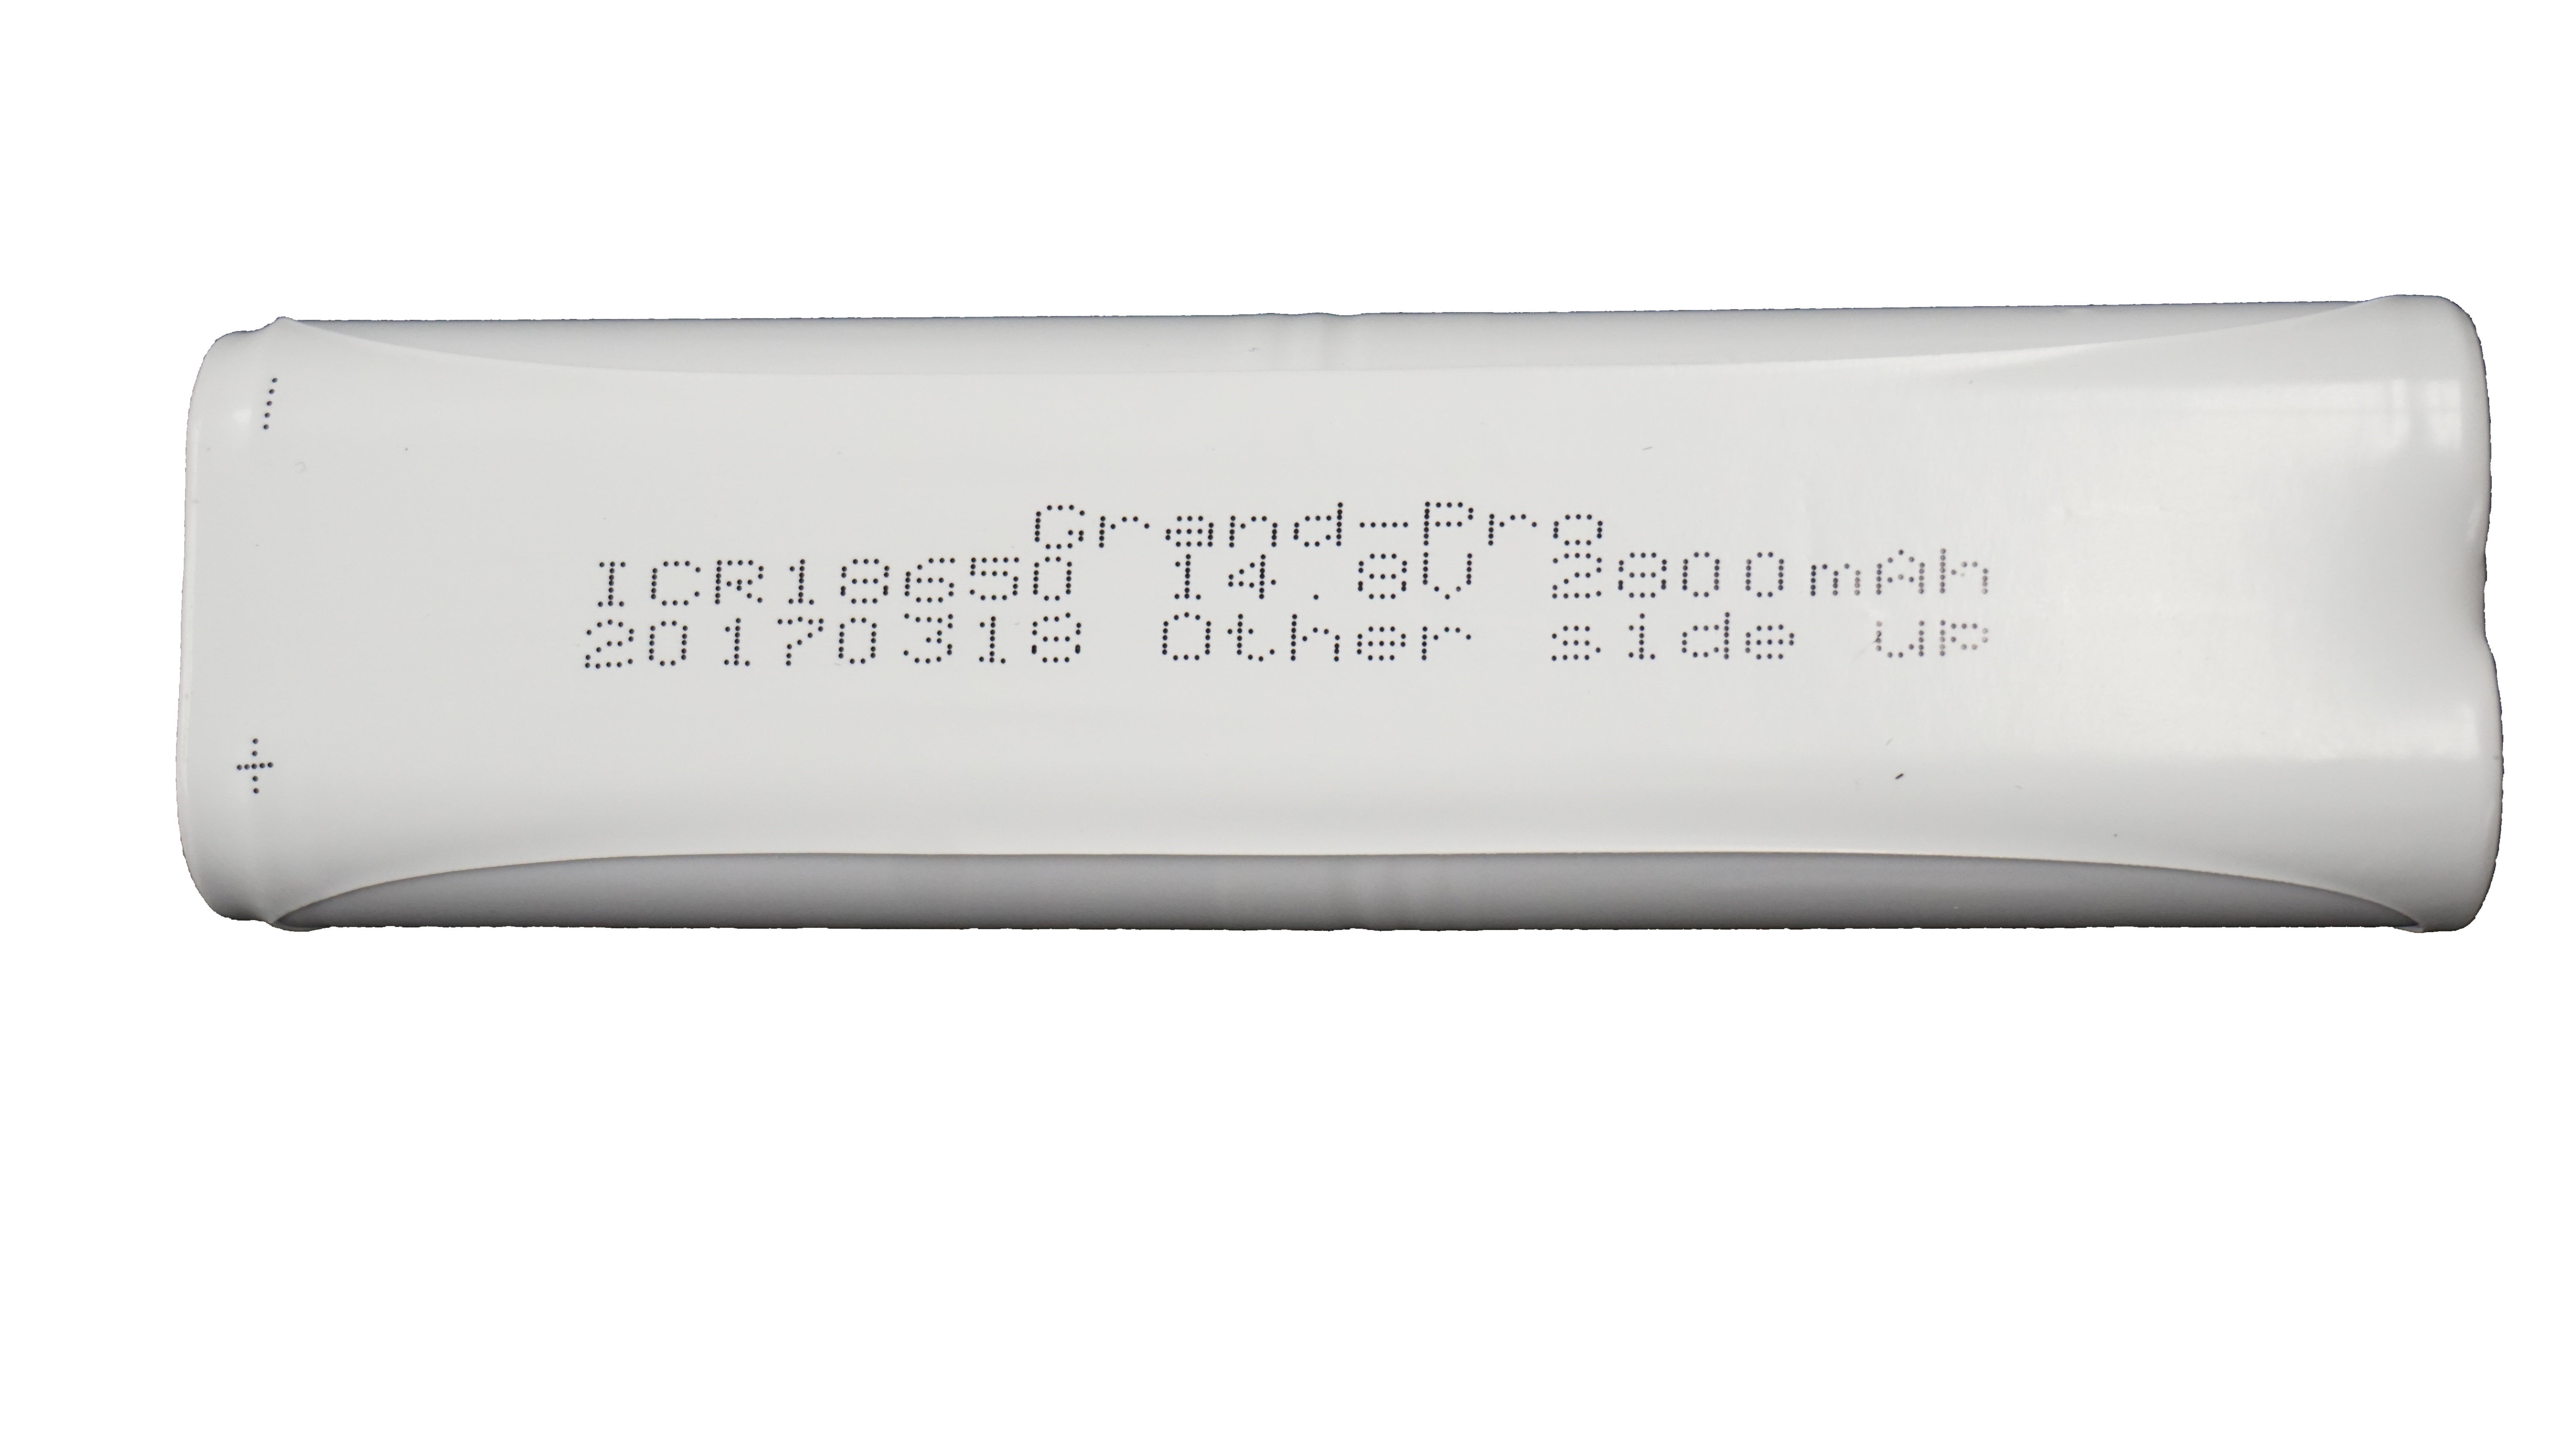 -
Grand-Pro
ICR18650 14.8V 2800mAh
20170318 Other side up
+